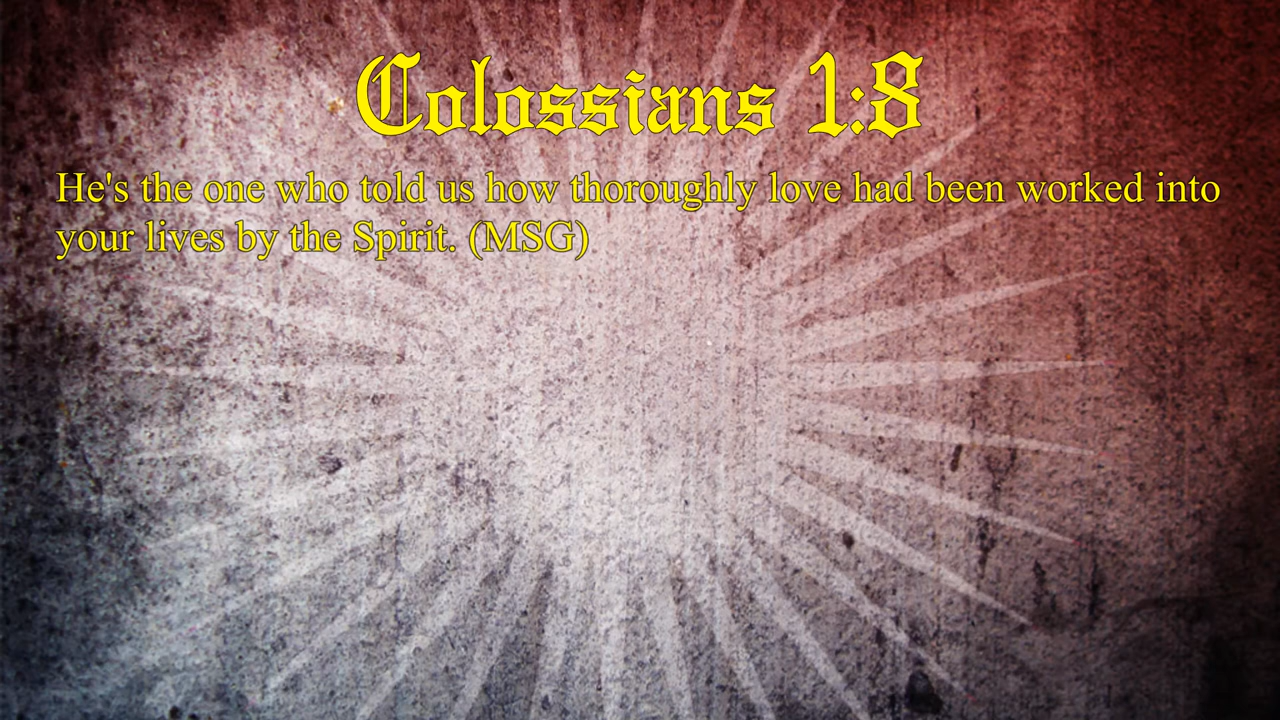 Colossians 1:8
He's the one who told us how thoroughly love had been worked into
your lives by the Spirit. (MSG)